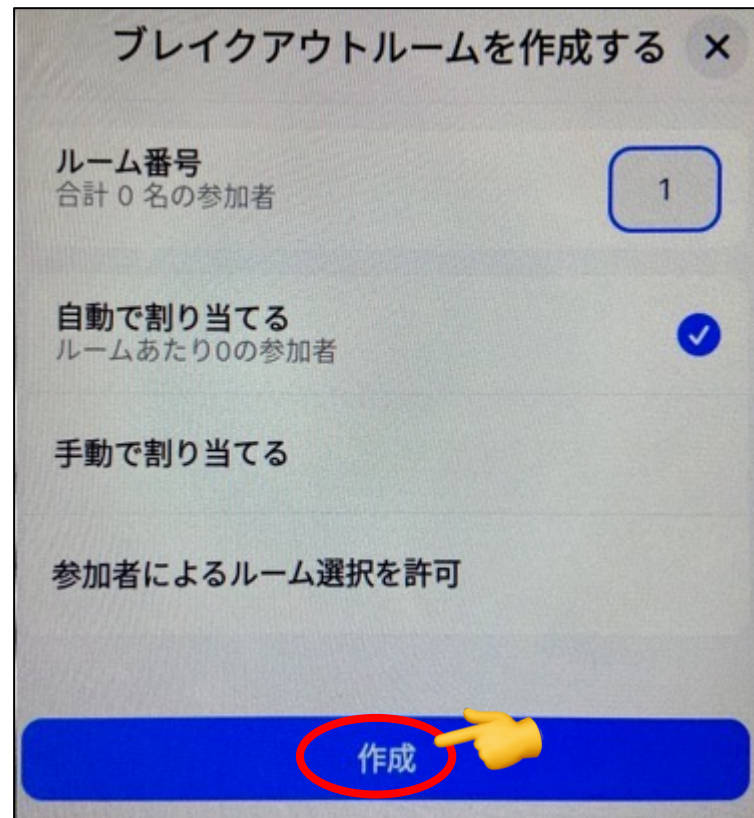 ブレイクアウトルームを作成する ×
ルーム番号
合計 0 名の参加者
1
自動で割り当てる
ルームあたり0の参加者
手動で割り当てる
参加者によるルーム選択を許可
作成